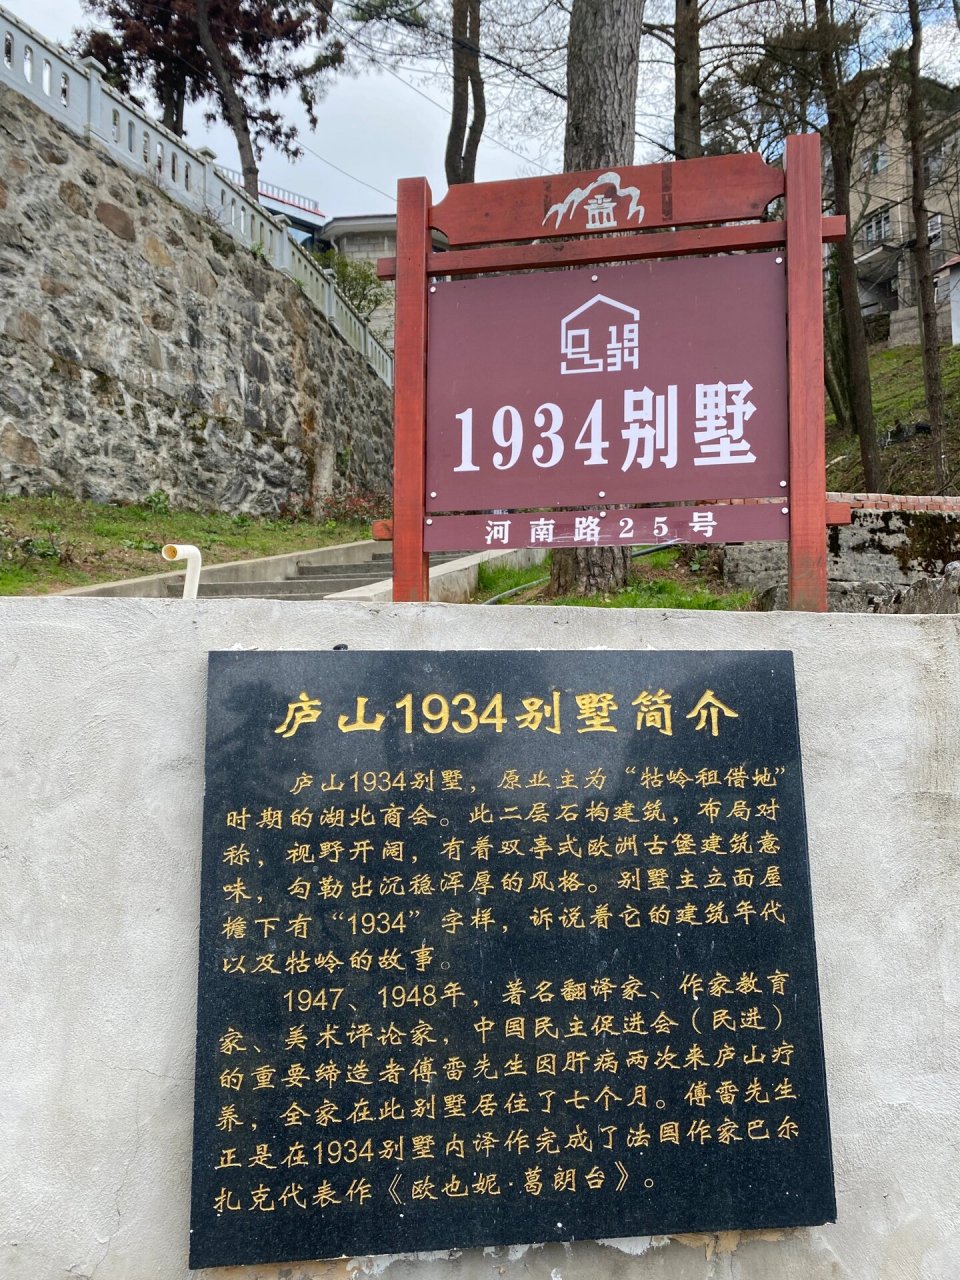 1934
1934别墅
河南路25号
庐山1934别墅简介
庐山1934别墅，原业主为“牯岭租借地”
时期的湖北商会。此二层石构建筑，布局对
称，视野开阔，有着双亭式欧洲古堡建筑意
味，勾勒出沉稳浑厚的风格。别墅主立面屋
檐下有“1934”字样，诉说着它的建筑年代
以及牯岭的故事。
1947、1948年，著名翻译家、作家教育
家、美术评论家，中国民主促进会（民进）
的重要缔造者傅雷先生因肝病两次来庐山疗
养，全家在此别墅居住了七个月。傅雷先生
正是在1934别墅内译作完成了法国作家巴尔
扎克代表作《欧也妮·葛朗台》。